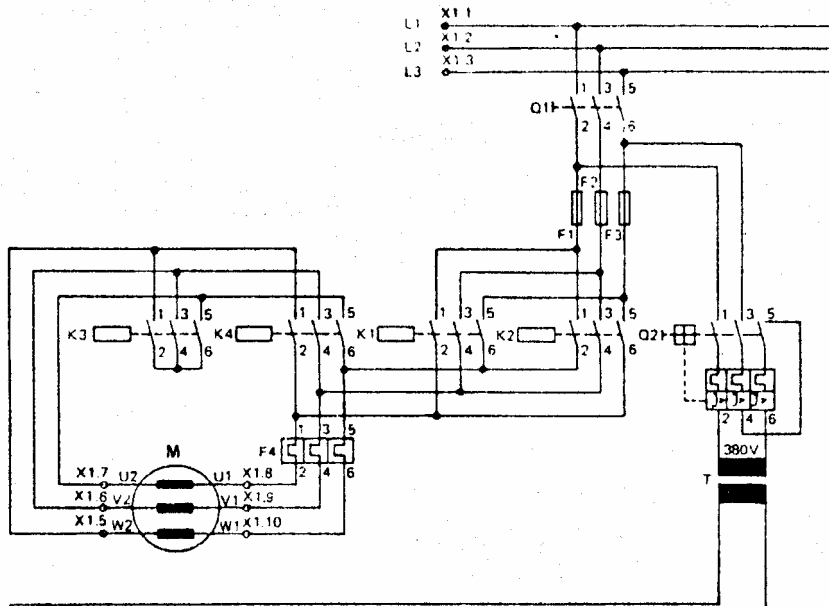 L1 X1.1
L2 X1.2
L3 X1.3
1 3 5
Q1
2 4 6
F2
F1 F3
1 3 5 1 3 5 1 3 5 1 3 5 1 3 5
K3 K4 K1 K2 Q2
2 4 6 2 4 6 2 4 6 2 4 6
1 3 5
F4
2 4 6
2 4 6
M
380V
T
X1.7 U2 U1 X1.8
X1.6 V2 V1 X1.9
X1.5 W2 W1 X1.10